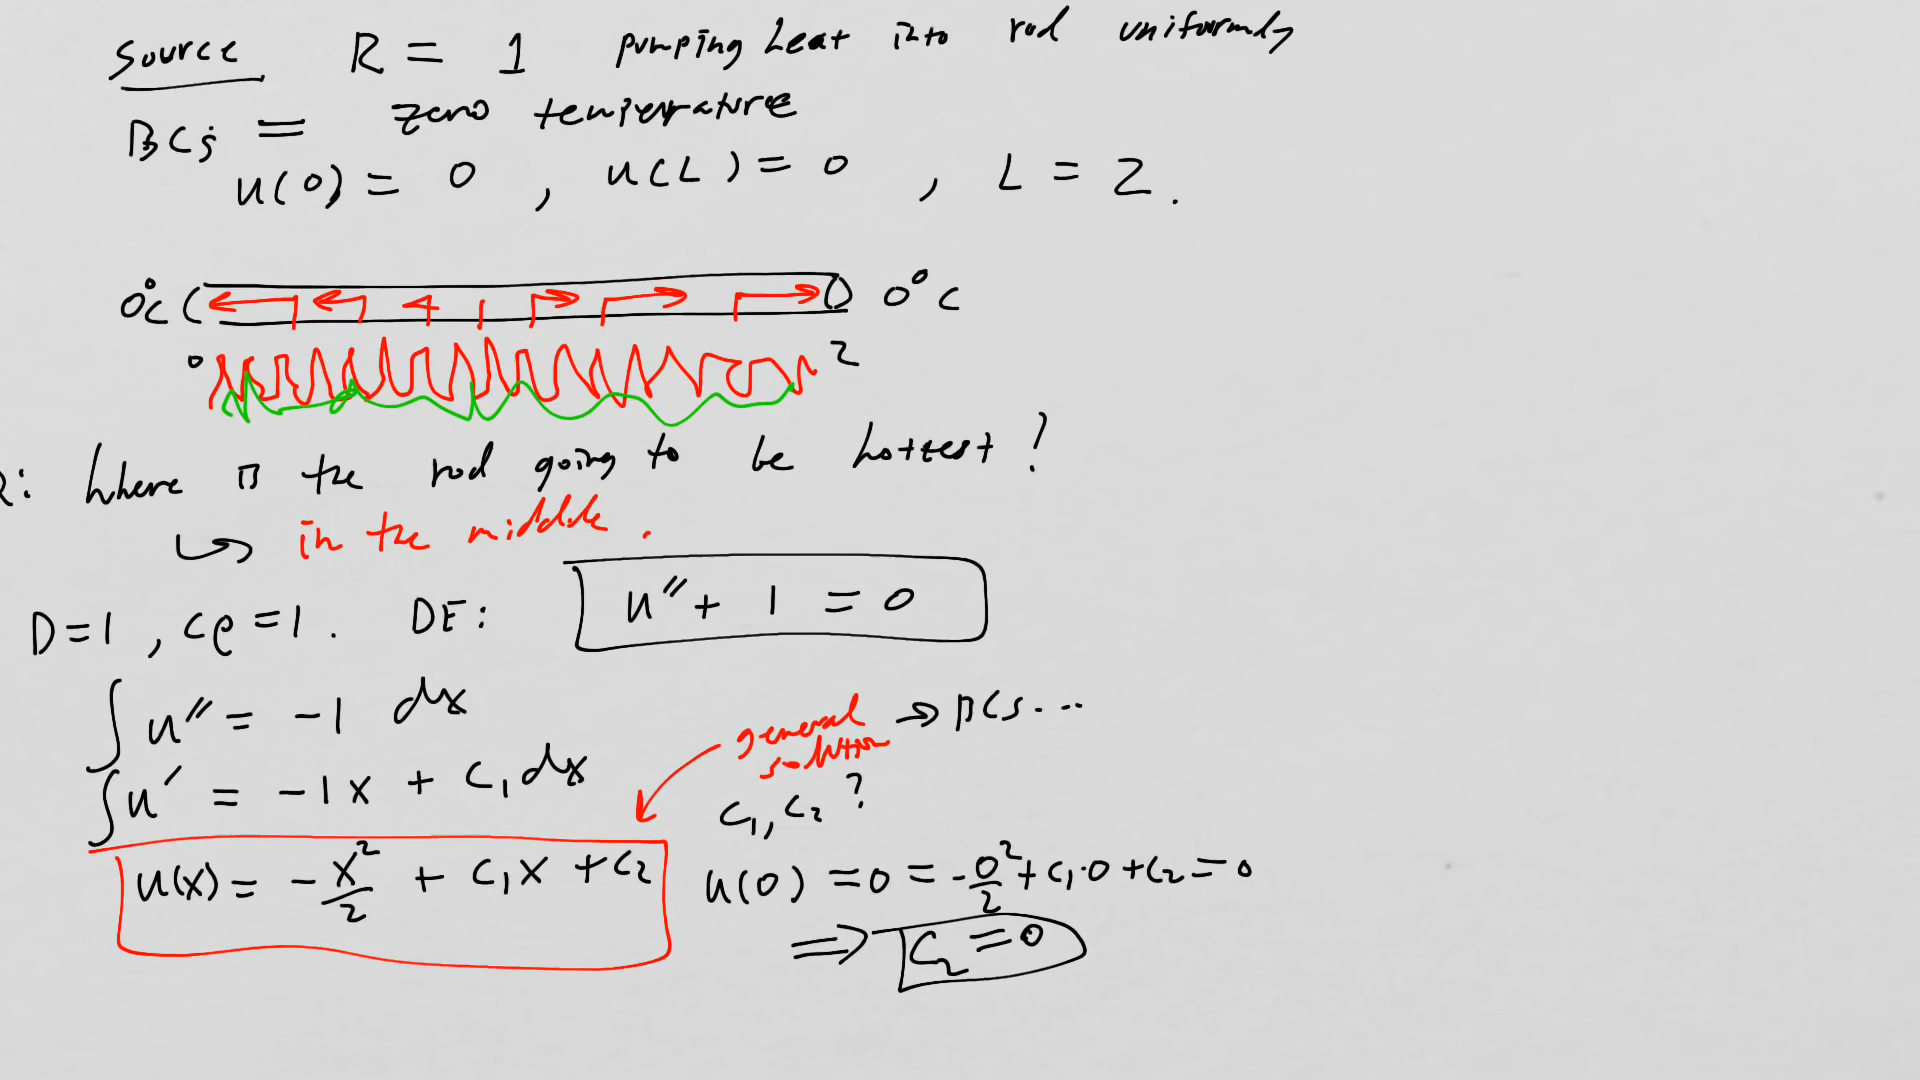 Source R = 1 pumping heat into rod uniformly
BCs = zero temperature
u(0) = 0 , u(L) = 0 , L = 2.
0°C 0°C
0 2
Q: Where is the rod going to be hottest?
↳ in the middle.
D=1 , cρ=1. DE: u″ + 1 = 0
∫ u″ = -1 dx
general solution → BCs...
∫ u′ = -1x + c₁ dx
c₁, c₂ ?
u(x) = -x²/2 + c₁x + c₂
u(0) = 0 = -0²/2 + c₁·0 + c₂ = 0
⇒ c₂ = 0